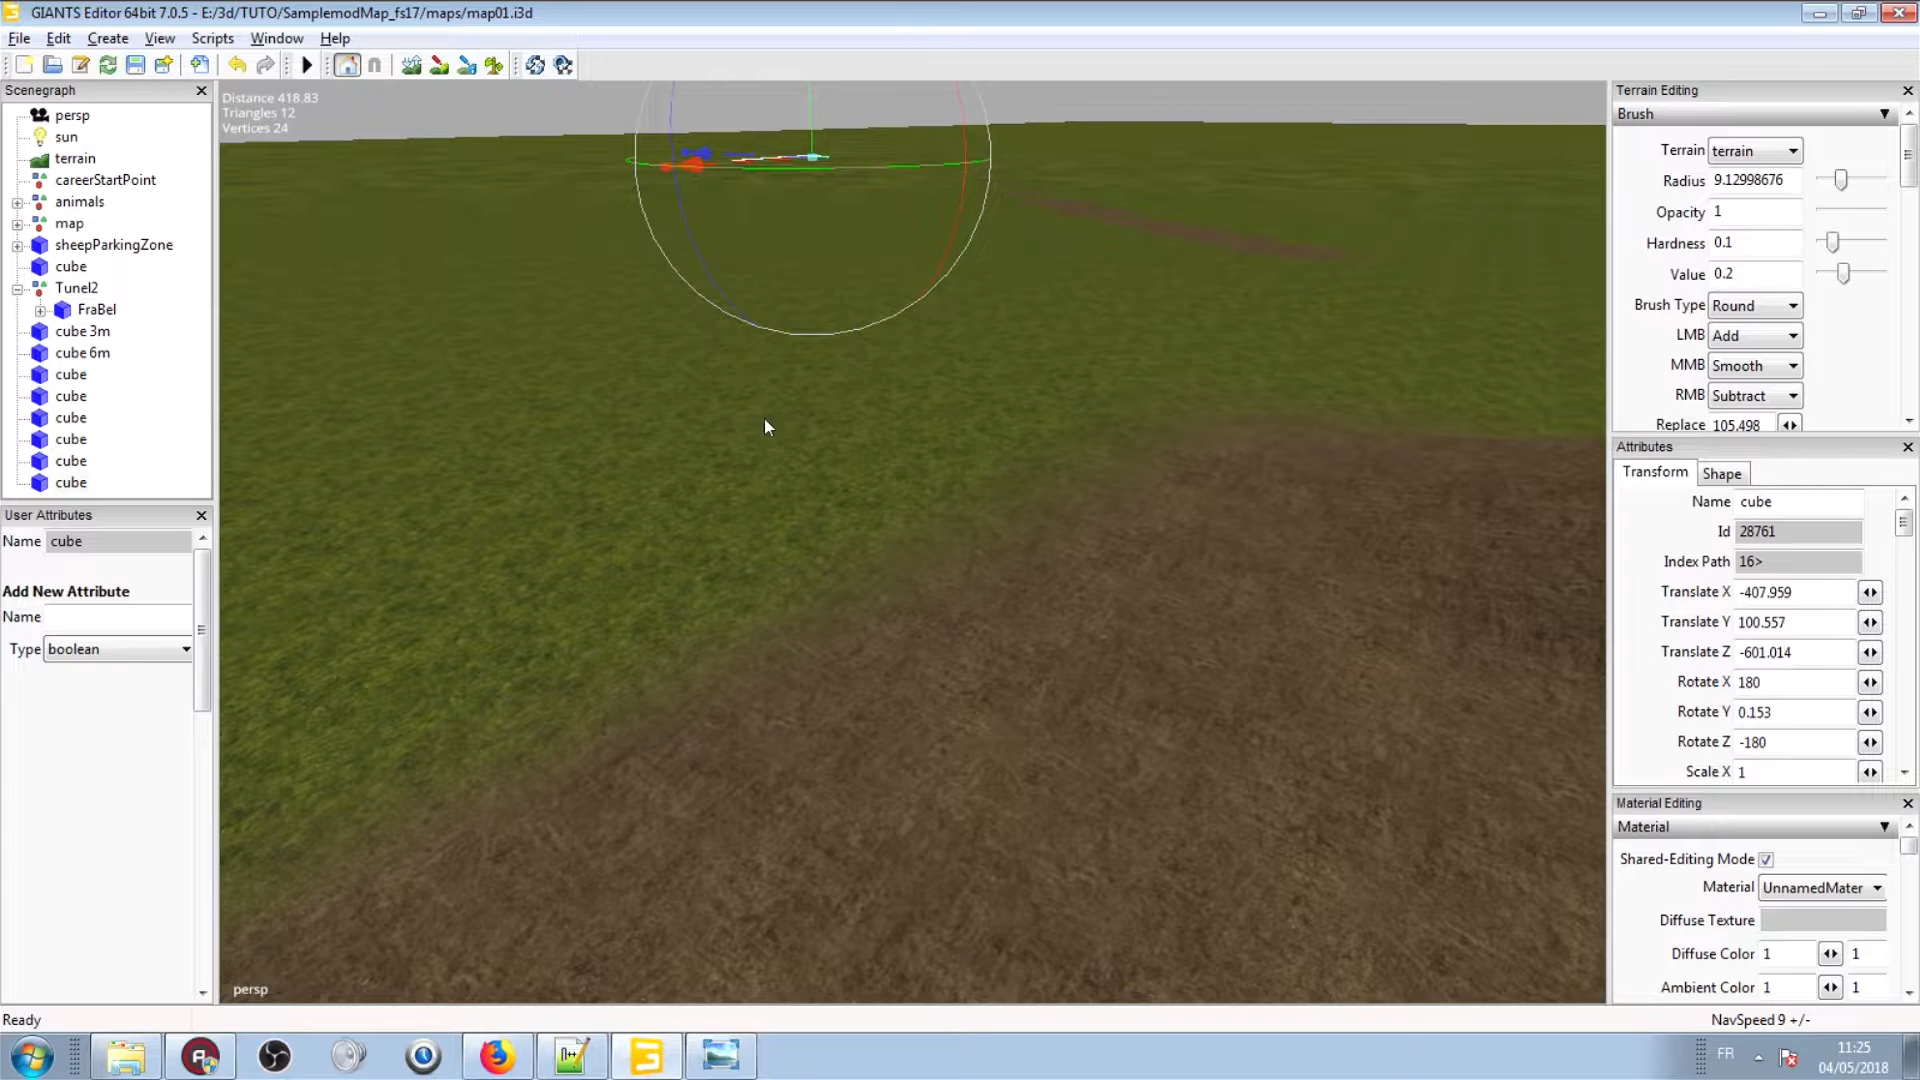 GIANTS Editor 64bit 7.0.5 - E:/3d/TUTO/SamplemodMap_fs17/maps/map01.i3d
File Edit Create View Scripts Window Help
Scenegraph
persp
sun
terrain
careerStartPoint
animals
map
sheepParkingZone
cube
Tunel2
FraBel
cube 3m
cube 6m
cube
cube
cube
cube
cube
cube
User Attributes
Name cube
Add New Attribute
Name
Type boolean
Distance 418.83
Triangles 12
Vertices 24
persp
Terrain Editing
Brush
Terrain terrain
Radius 9.12998676
Opacity 1
Hardness 0.1
Value 0.2
Brush Type Round
LMB Add
MMB Smooth
RMB Subtract
Replace 105.498
Attributes
Transform Shape
Name cube
Id 28761
Index Path 16>
Translate X -407.959
Translate Y 100.557
Translate Z -601.014
Rotate X 180
Rotate Y 0.153
Rotate Z -180
Scale X 1
Material Editing
Material
Shared-Editing Mode
Material UnnamedMater
Diffuse Texture
Diffuse Color 1 1
Ambient Color 1 1
Ready
NavSpeed 9 +/-
FR
11:25
04/05/2018